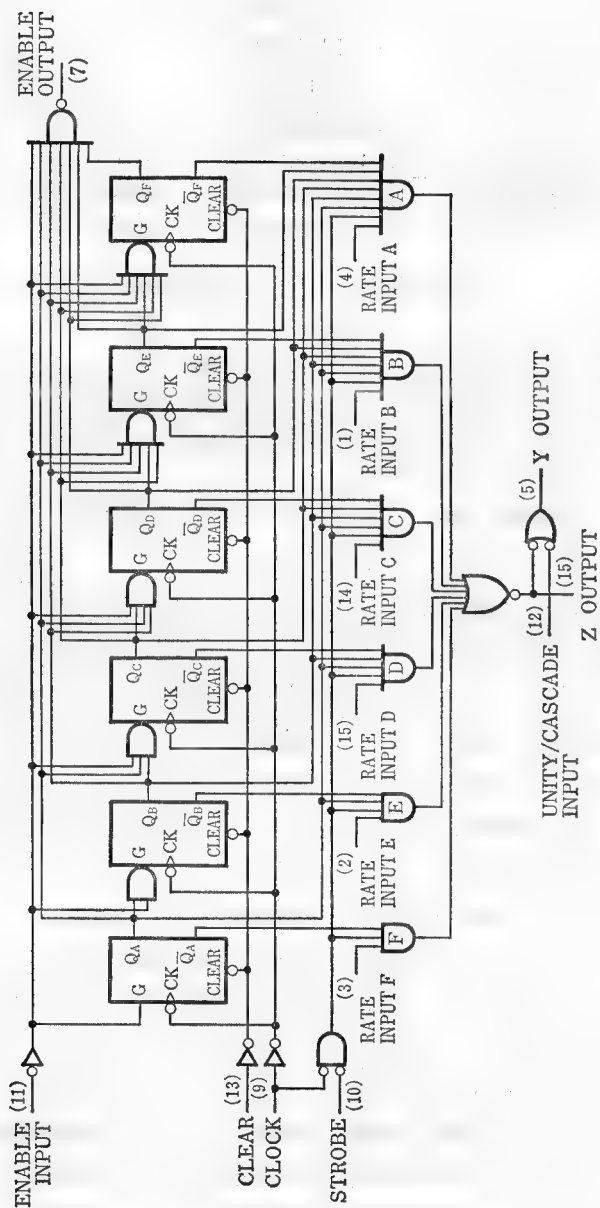 ENABLE
INPUT
(11)
CLEAR
(13)
CLOCK
(9)
STROBE
(10)
ENABLE
OUTPUT
(7)
G
QA
CK
Q̅A
CLEAR
G
QB
CK
Q̅B
CLEAR
G
QC
CK
Q̅C
CLEAR
G
QD
CK
Q̅D
CLEAR
G
QE
CK
Q̅E
CLEAR
G
QF
CK
Q̅F
CLEAR
(3)
RATE
INPUT F
F
(2)
RATE
INPUT E
E
(15)
RATE
INPUT D
D
(14)
RATE
INPUT C
C
(1)
RATE
INPUT B
B
(4)
RATE
INPUT A
A
(12)
UNITY/CASCADE
INPUT
(5)
Y OUTPUT
(15)
Z OUTPUT